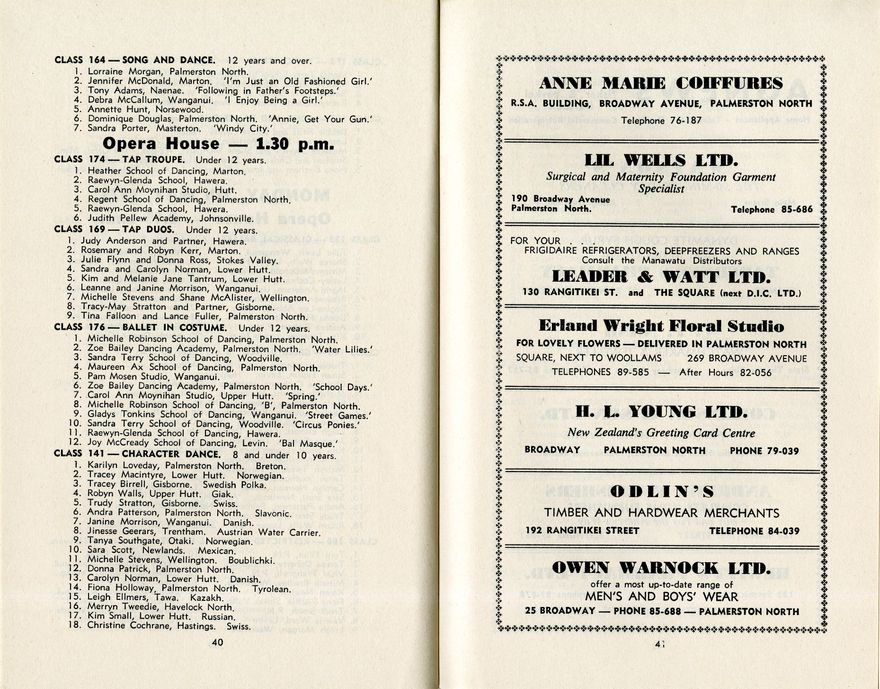 CLASS 164 — SONG AND DANCE. 12 years and over.
1. Lorraine Morgan, Palmerston North.
2. Jennifer McDonald, Marton. 'I'm Just an Old Fashioned Girl.'
3. Tony Adams, Naenae. 'Following in Father's Footsteps.'
4. Debra McCallum, Wanganui. 'I Enjoy Being a Girl.'
5. Annette Hunt, Norsewood.
6. Dominique Douglas, Palmerston North. 'Annie, Get Your Gun.'
7. Sandra Porter, Masterton. 'Windy City.'
Opera House — 1.30 p.m.
CLASS 174 — TAP TROUPE. Under 12 years.
1. Heather School of Dancing, Marton.
2. Raewyn-Glenda School, Hawera.
3. Carol Ann Moynihan Studio, Hutt.
4. Regent School of Dancing, Palmerston North.
5. Raewyn-Glenda School, Hawera.
6. Judith Pellew Academy, Johnsonville.
CLASS 169 — TAP DUOS. Under 12 years.
1. Judy Anderson and Partner, Hawera.
2. Rosemary and Robyn Kerr, Marton.
3. Julie Flynn and Donna Ross, Stokes Valley.
4. Sandra and Carolyn Norman, Lower Hutt.
5. Kim and Melanie Jane Tantrum, Lower Hutt.
6. Leanne and Janine Morrison, Wanganui.
7. Michelle Stevens and Shane McAlister, Wellington.
8. Tracy-May Stratton and Partner, Gisborne.
9. Tina Falloon and Lance Fuller, Palmerston North.
CLASS 176 — BALLET IN COSTUME. Under 12 years.
1. Michelle Robinson School of Dancing, Palmerston North.
2. Zoe Bailey Dancing Academy, Palmerston North. 'Water Lilies.'
3. Sandra Terry School of Dancing, Woodville.
4. Maureen Ax School of Dancing, Palmerston North.
5. Pam Mosen Studio, Wanganui.
6. Zoe Bailey Dancing Academy, Palmerston North. 'School Days.'
7. Carol Ann Moynihan Studio, Upper Hutt. 'Spring.'
8. Michelle Robinson School of Dancing, 'B', Palmerston North.
9. Gladys Tonkins School of Dancing, Wanganui. 'Street Games.'
10. Sandra Terry School of Dancing, Woodville. 'Circus Ponies.'
11. Raewyn-Glenda School of Dancing, Hawera.
12. Joy McCready School of Dancing, Levin. 'Bal Masque.'
CLASS 141 — CHARACTER DANCE. 8 and under 10 years.
1. Karilyn Loveday, Palmerston North. Breton.
2. Tracey Macintyre, Lower Hutt. Norwegian.
3. Tracey Birrell, Gisborne. Swedish Polka.
4. Robyn Walls, Upper Hutt. Giak.
5. Trudy Stratton, Gisborne. Swiss.
6. Andra Patterson, Palmerston North. Slavonic.
7. Janine Morrison, Wanganui. Danish.
8. Jinesse Geerars, Trentham. Austrian Water Carrier.
9. Tanya Southgate, Otaki. Norwegian.
10. Sara Scott, Newlands. Mexican.
11. Michelle Stevens, Wellington. Boublichki.
12. Donna Patrick, Palmerston North.
13. Carolyn Norman, Lower Hutt. Danish.
14. Fiona Holloway, Palmerston North. Tyrolean.
15. Leigh Ellmers, Tawa. Kazakh.
16. Merryn Tweedie, Havelock North.
17. Kim Small, Lower Hutt. Russian.
18. Christine Cochrane, Hastings. Swiss.
40
ANNE MARIE COIFFURES
R.S.A. BUILDING, BROADWAY AVENUE, PALMERSTON NORTH
Telephone 76-187
LIL WELLS LTD.
Surgical and Maternity Foundation Garment
Specialist
190 Broadway Avenue
Palmerston North. Telephone 85-686
FOR YOUR . . .
FRIGIDAIRE REFRIGERATORS, DEEPFREEZERS AND RANGES
Consult the Manawatu Distributors
LEADER & WATT LTD.
130 RANGITIKEI ST. and THE SQUARE (next D.I.C. LTD.)
Erland Wright Floral Studio
FOR LOVELY FLOWERS — DELIVERED IN PALMERSTON NORTH
SQUARE, NEXT TO WOOLLAMS 269 BROADWAY AVENUE
TELEPHONES 89-585 — After Hours 82-056
H. L. YOUNG LTD.
New Zealand's Greeting Card Centre
BROADWAY PALMERSTON NORTH PHONE 79-039
ODLIN'S
TIMBER AND HARDWEAR MERCHANTS
192 RANGITIKEI STREET TELEPHONE 84-039
OWEN WARNOCK LTD.
offer a most up-to-date range of
MEN'S AND BOYS' WEAR
25 BROADWAY — PHONE 85-688 — PALMERSTON NORTH
41